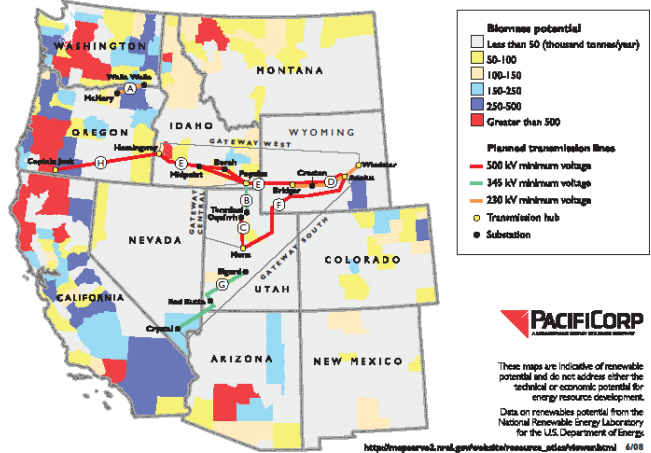 WASHINGTON
Walla Walla
A
McNary
MONTANA
OREGON
IDAHO
WYOMING
GATEWAY WEST
Hemingway
Captain Jack
H
E
Borah
Midpoint
Populus
E
Creston
D
Windstar
Bridger
Aeolus
F
B
GATEWAY
CENTRAL
Terminal
Oquirrh
C
Mona
GATEWAY SOUTH
NEVADA
COLORADO
Sigurd
G
UTAH
Red Butte
CALIFORNIA
Crystal
ARIZONA
NEW MEXICO
Biomass potential
Less than 50 (thousand tonnes/year)
50-100
100-150
150-250
250-500
Greater than 500
Planned transmission lines
500 kV minimum voltage
345 kV minimum voltage
230 kV minimum voltage
Transmission hub
Substation
PACIFICORP
A MIDAMERICAN ENERGY HOLDINGS COMPANY
These maps are indicative of renewable
potential and do not address either the
technical or economic potential for
energy resource development.
Data on renewables potential from the
National Renewable Energy Laboratory
for the U.S. Department of Energy.
http://mapserve2.nrel.gov/website/resource_atlas/viewer.html 6/08